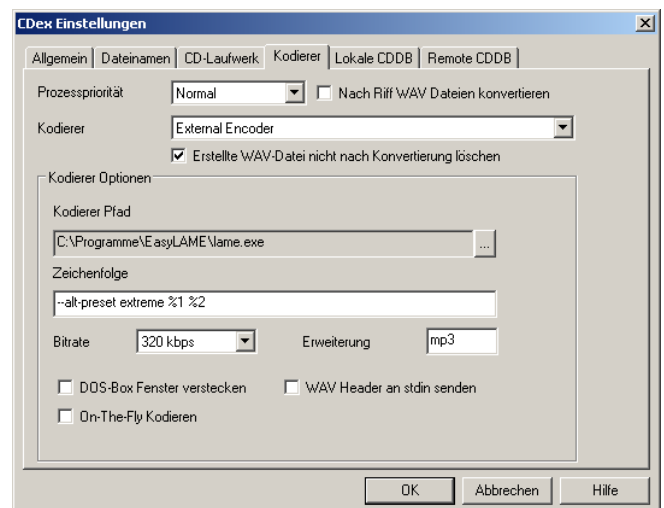 CDex Einstellungen
Allgemein Dateinamen CD-Laufwerk Kodierer Lokale CDDB Remote CDDB
Prozesspriorität Normal Nach Riff WAV Dateien konvertieren
Kodierer External Encoder
Erstellte WAV-Datei nicht nach Konvertierung löschen
Kodierer Optionen
Kodierer Pfad
C:\Programme\EasyLAME\lame.exe ...
Zeichenfolge
--alt-preset extreme %1 %2
Bitrate 320 kbps Erweiterung mp3
DOS-Box Fenster verstecken WAV Header an stdin senden
On-The-Fly Kodieren
OK Abbrechen Hilfe